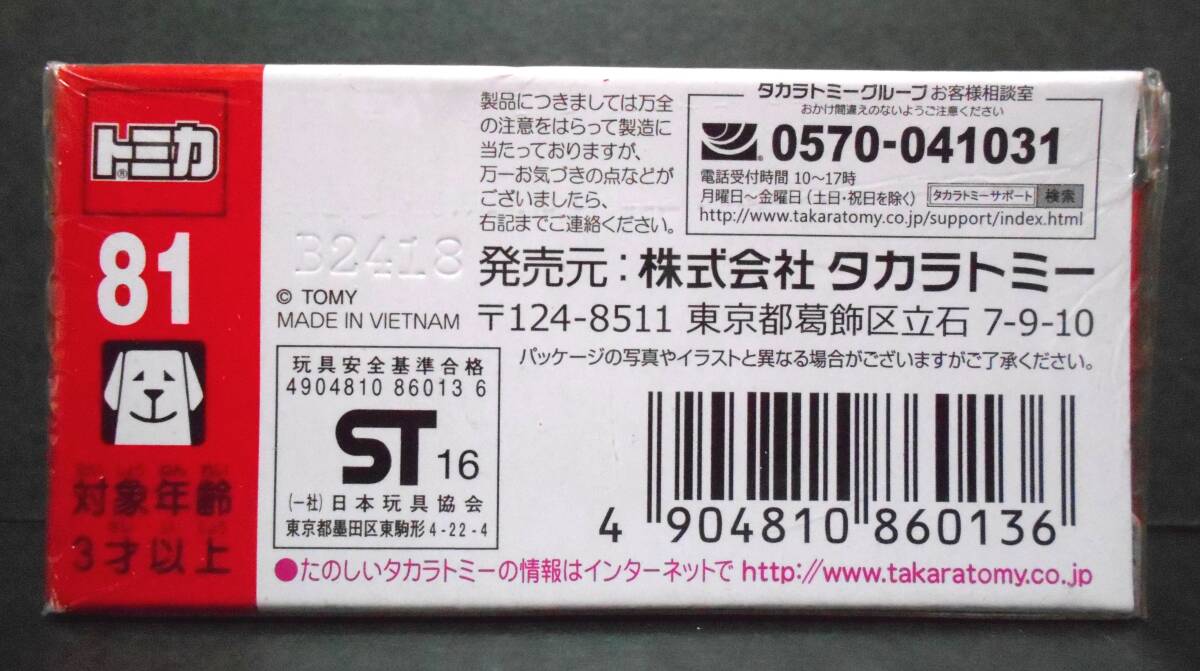 トミカ®
81
対象年齢
3才以上
製品につきましては万全
の注意をはらって製造に
当たっておりますが、
万一お気づきの点などが
ございましたら、
右記までご連絡ください。
タカラトミーグループ お客様相談室
おかけ間違えのないようご注意ください
0570-041031
電話受付時間 10〜17時
月曜日〜金曜日(土日・祝日を除く) タカラトミーサポート 検索
http://www.takaratomy.co.jp/support/index.html
B2418
© TOMY
MADE IN VIETNAM
発売元:株式会社 タカラトミー
〒124-8511 東京都葛飾区立石 7-9-10
パッケージの写真やイラストと異なる場合がございますがご了承ください。
玩具安全基準合格
4904810 86013 6
ST 16
(一社)日本玩具協会
東京都墨田区東駒形4-22-4
4 904810 860136
●たのしいタカラトミーの情報はインターネットで http://www.takaratomy.co.jp